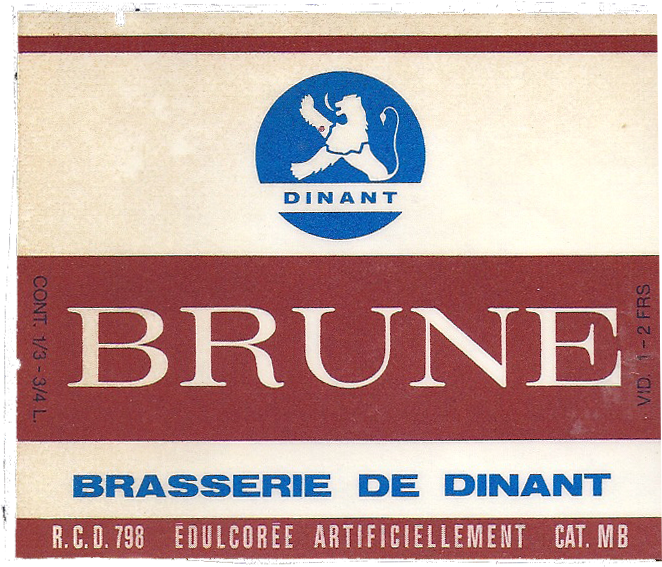 DINANT
CONT. 1/3 - 3/4 L.
BRUNE
VID. 1 - 2 FRS
BRASSERIE DE DINANT
R.C.D. 798 ÉDULCORÉE ARTIFICIELLEMENT CAT. MB